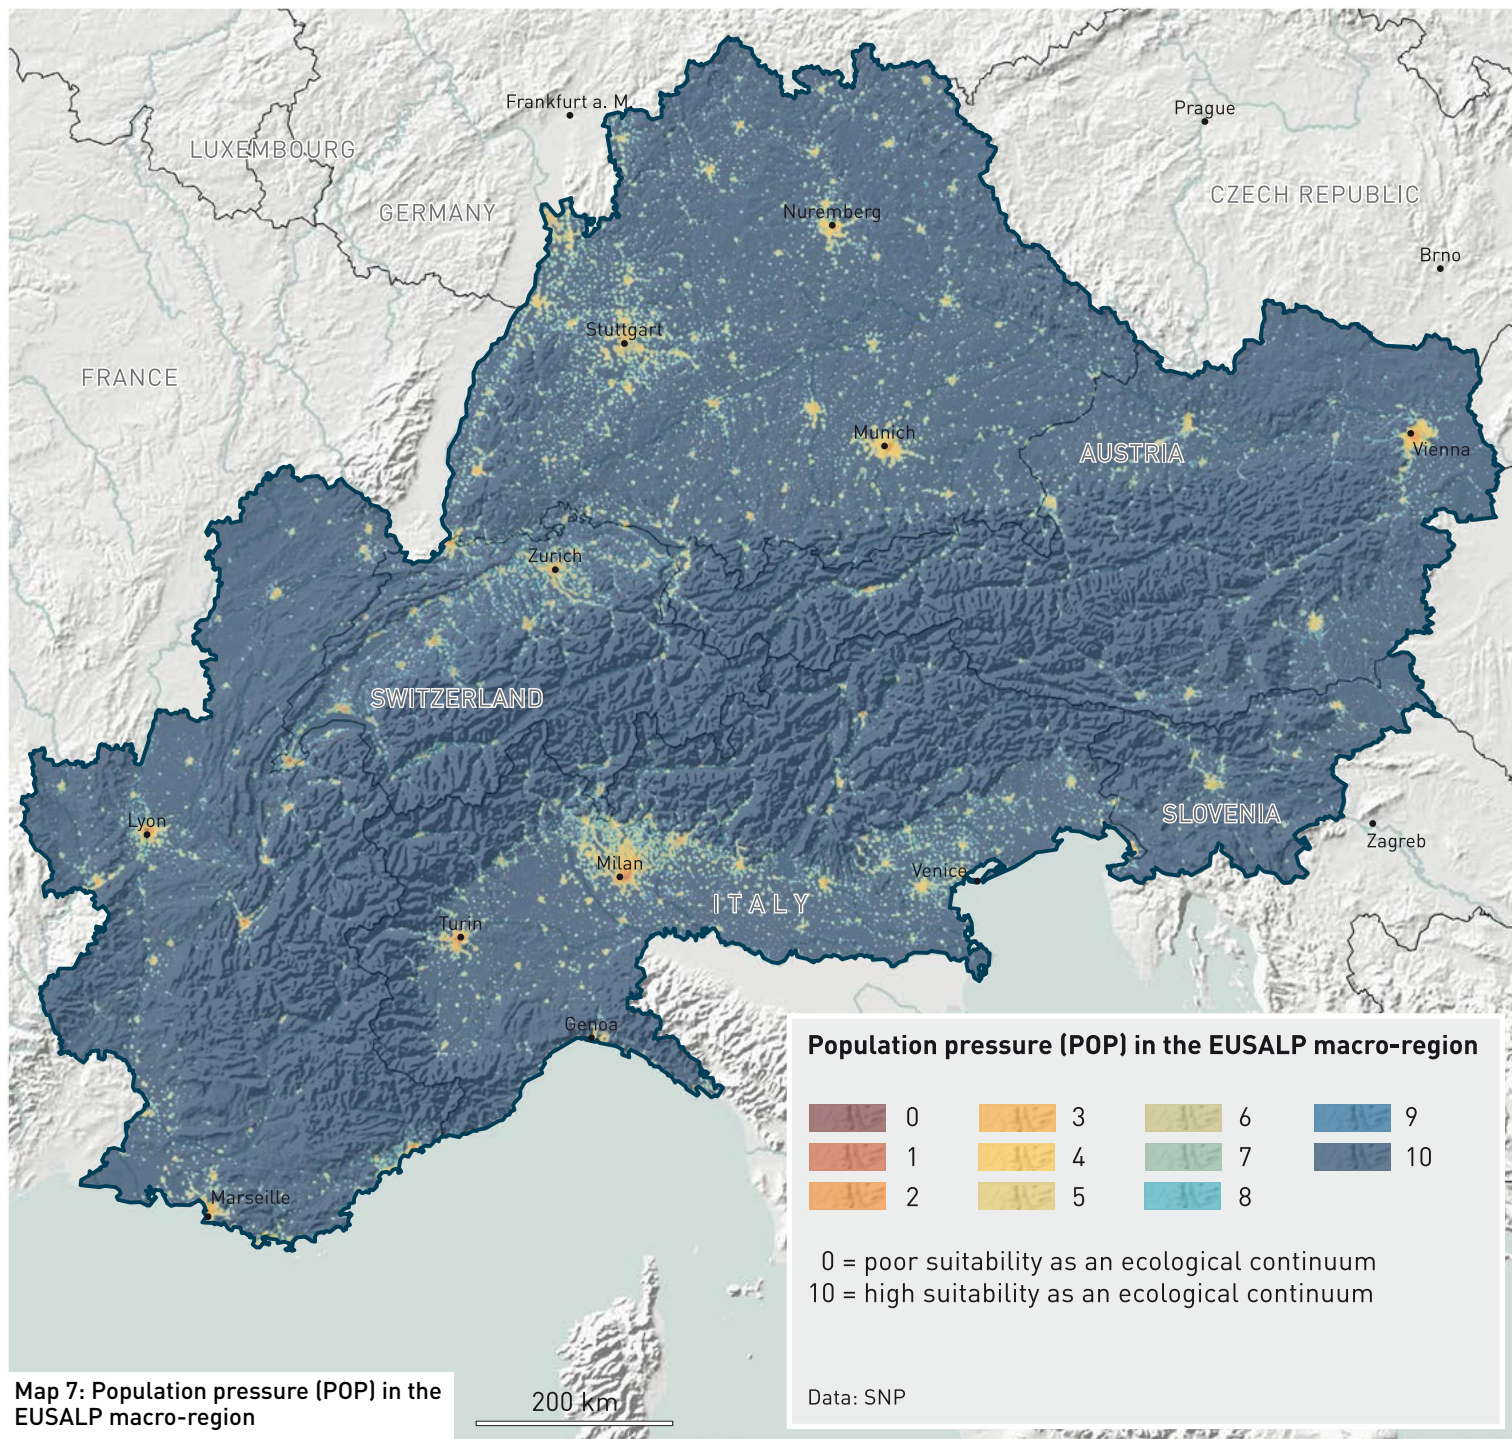 Frankfurt a. M.
Prague
LUXEMBOURG
CZECH REPUBLIC
GERMANY
Nuremberg
Brno
Stuttgart
FRANCE
Munich
AUSTRIA
Vienna
Zurich
SWITZERLAND
SLOVENIA
Lyon
Zagreb
Milan
Venice
ITALY
Turin
Genoa
Marseille
Population pressure (POP) in the EUSALP macro-region
0 3 6 9
1 4 7 10
2 5 8
0 = poor suitability as an ecological continuum
10 = high suitability as an ecological continuum
Data: SNP
Map 7: Population pressure (POP) in the
EUSALP macro-region
200 km